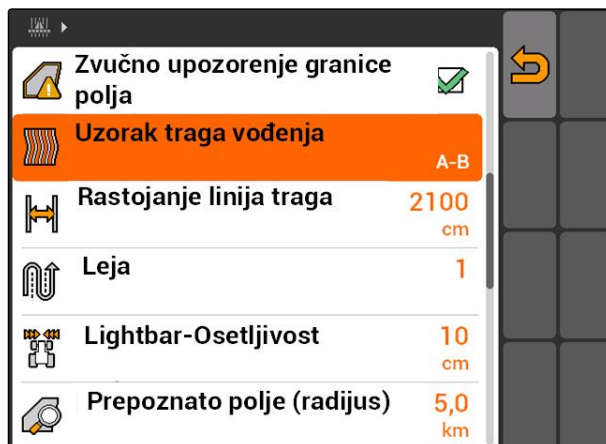 Zvučno upozorenje granice
polja
Uzorak traga vođenja
A-B
Rastojanje linija traga
2100
cm
Leja
1
Lightbar-Osetljivost
10
cm
Prepoznato polje (radijus)
5,0
km